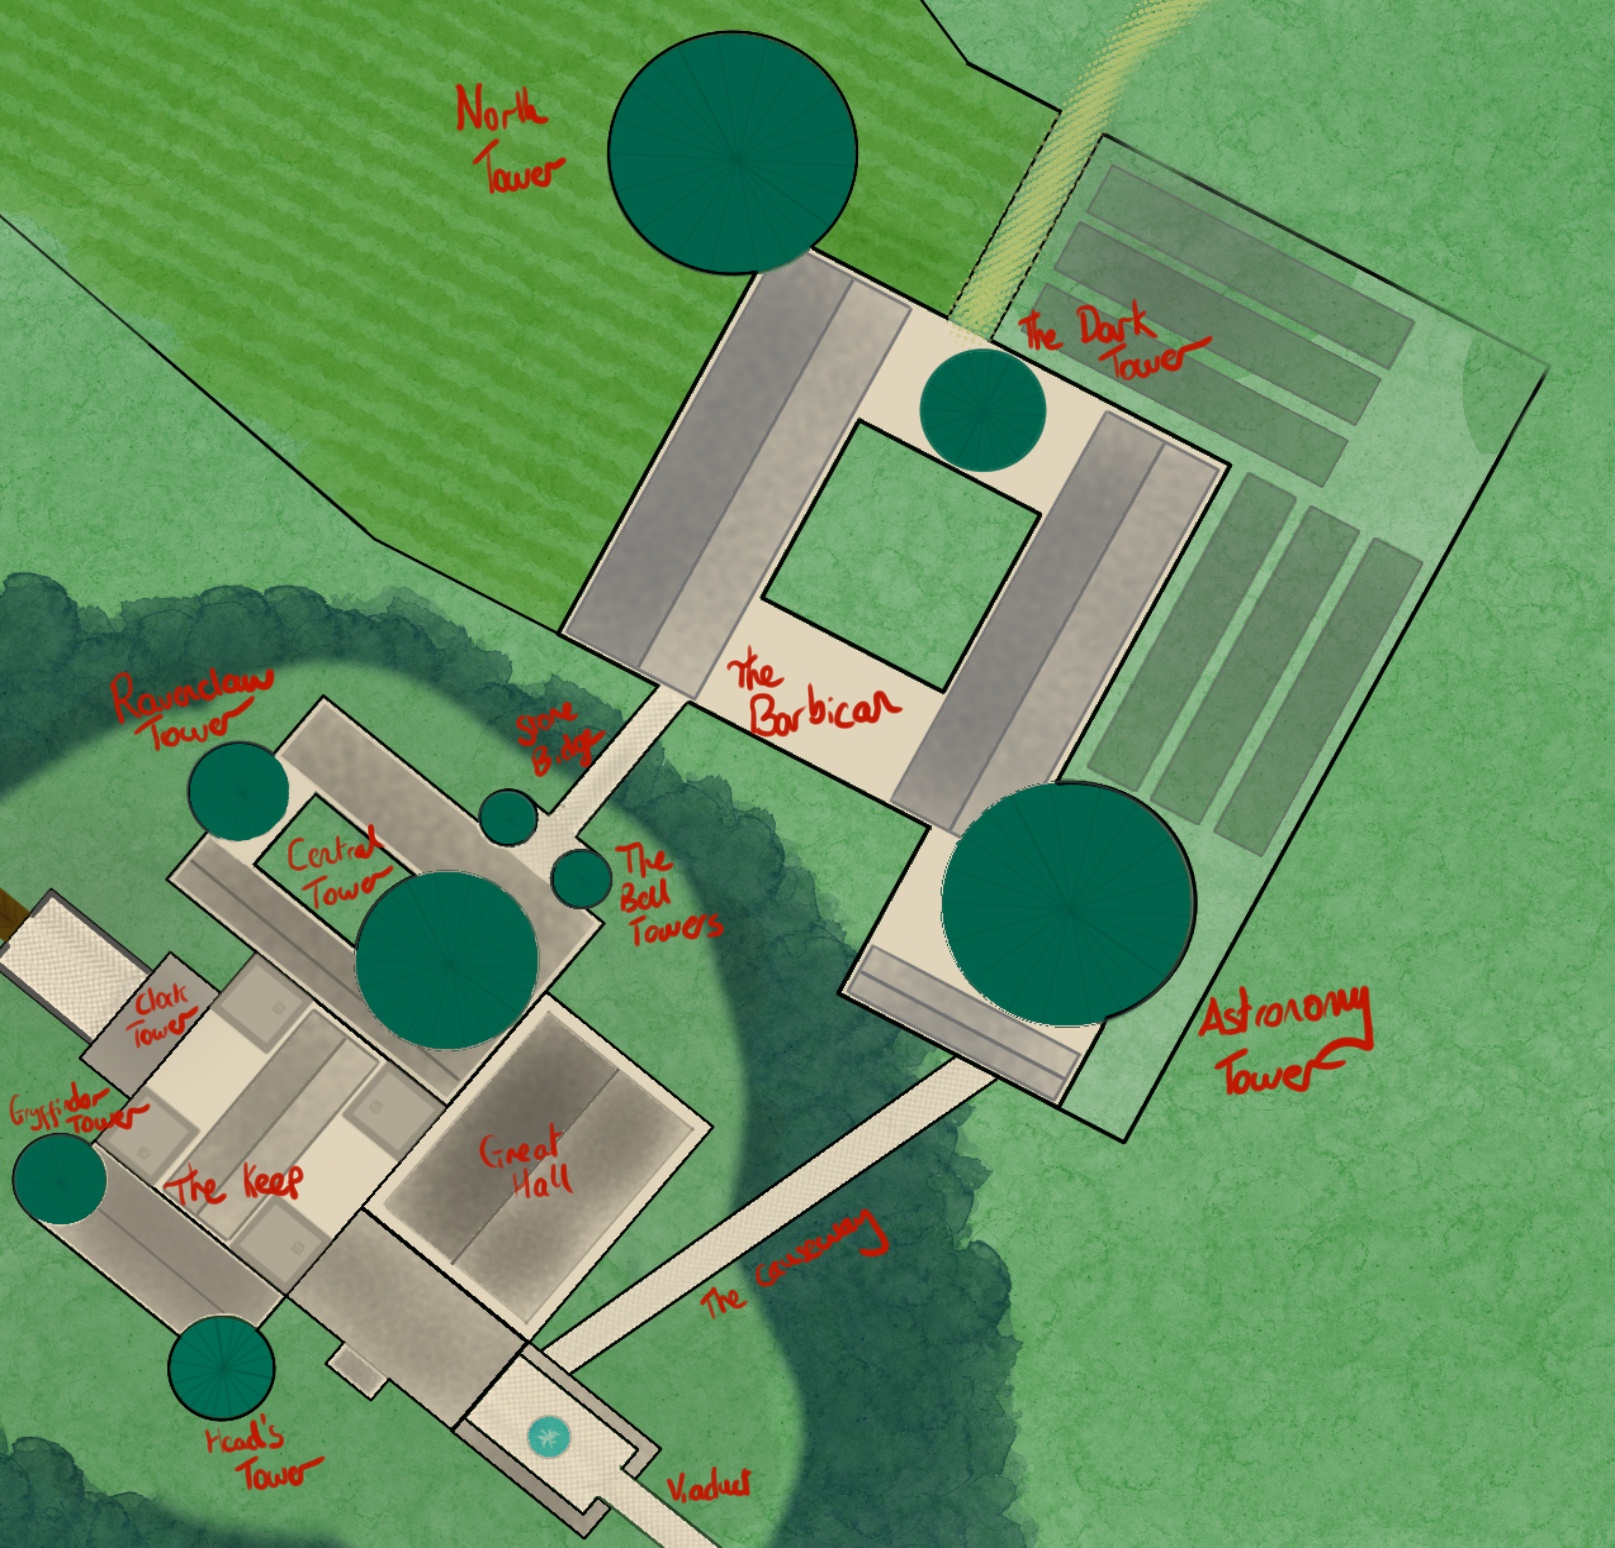 North
Tower
The Dark
Tower
The
Barbican
Ravenclaw
Tower
Stone
Bridge
Central
Tower
The
Bell
Towers
Clock
Tower
Astronomy
Tower
Gryffindor
Tower
The Keep
Great
Hall
The Causeway
Head's
Tower
Viaduct